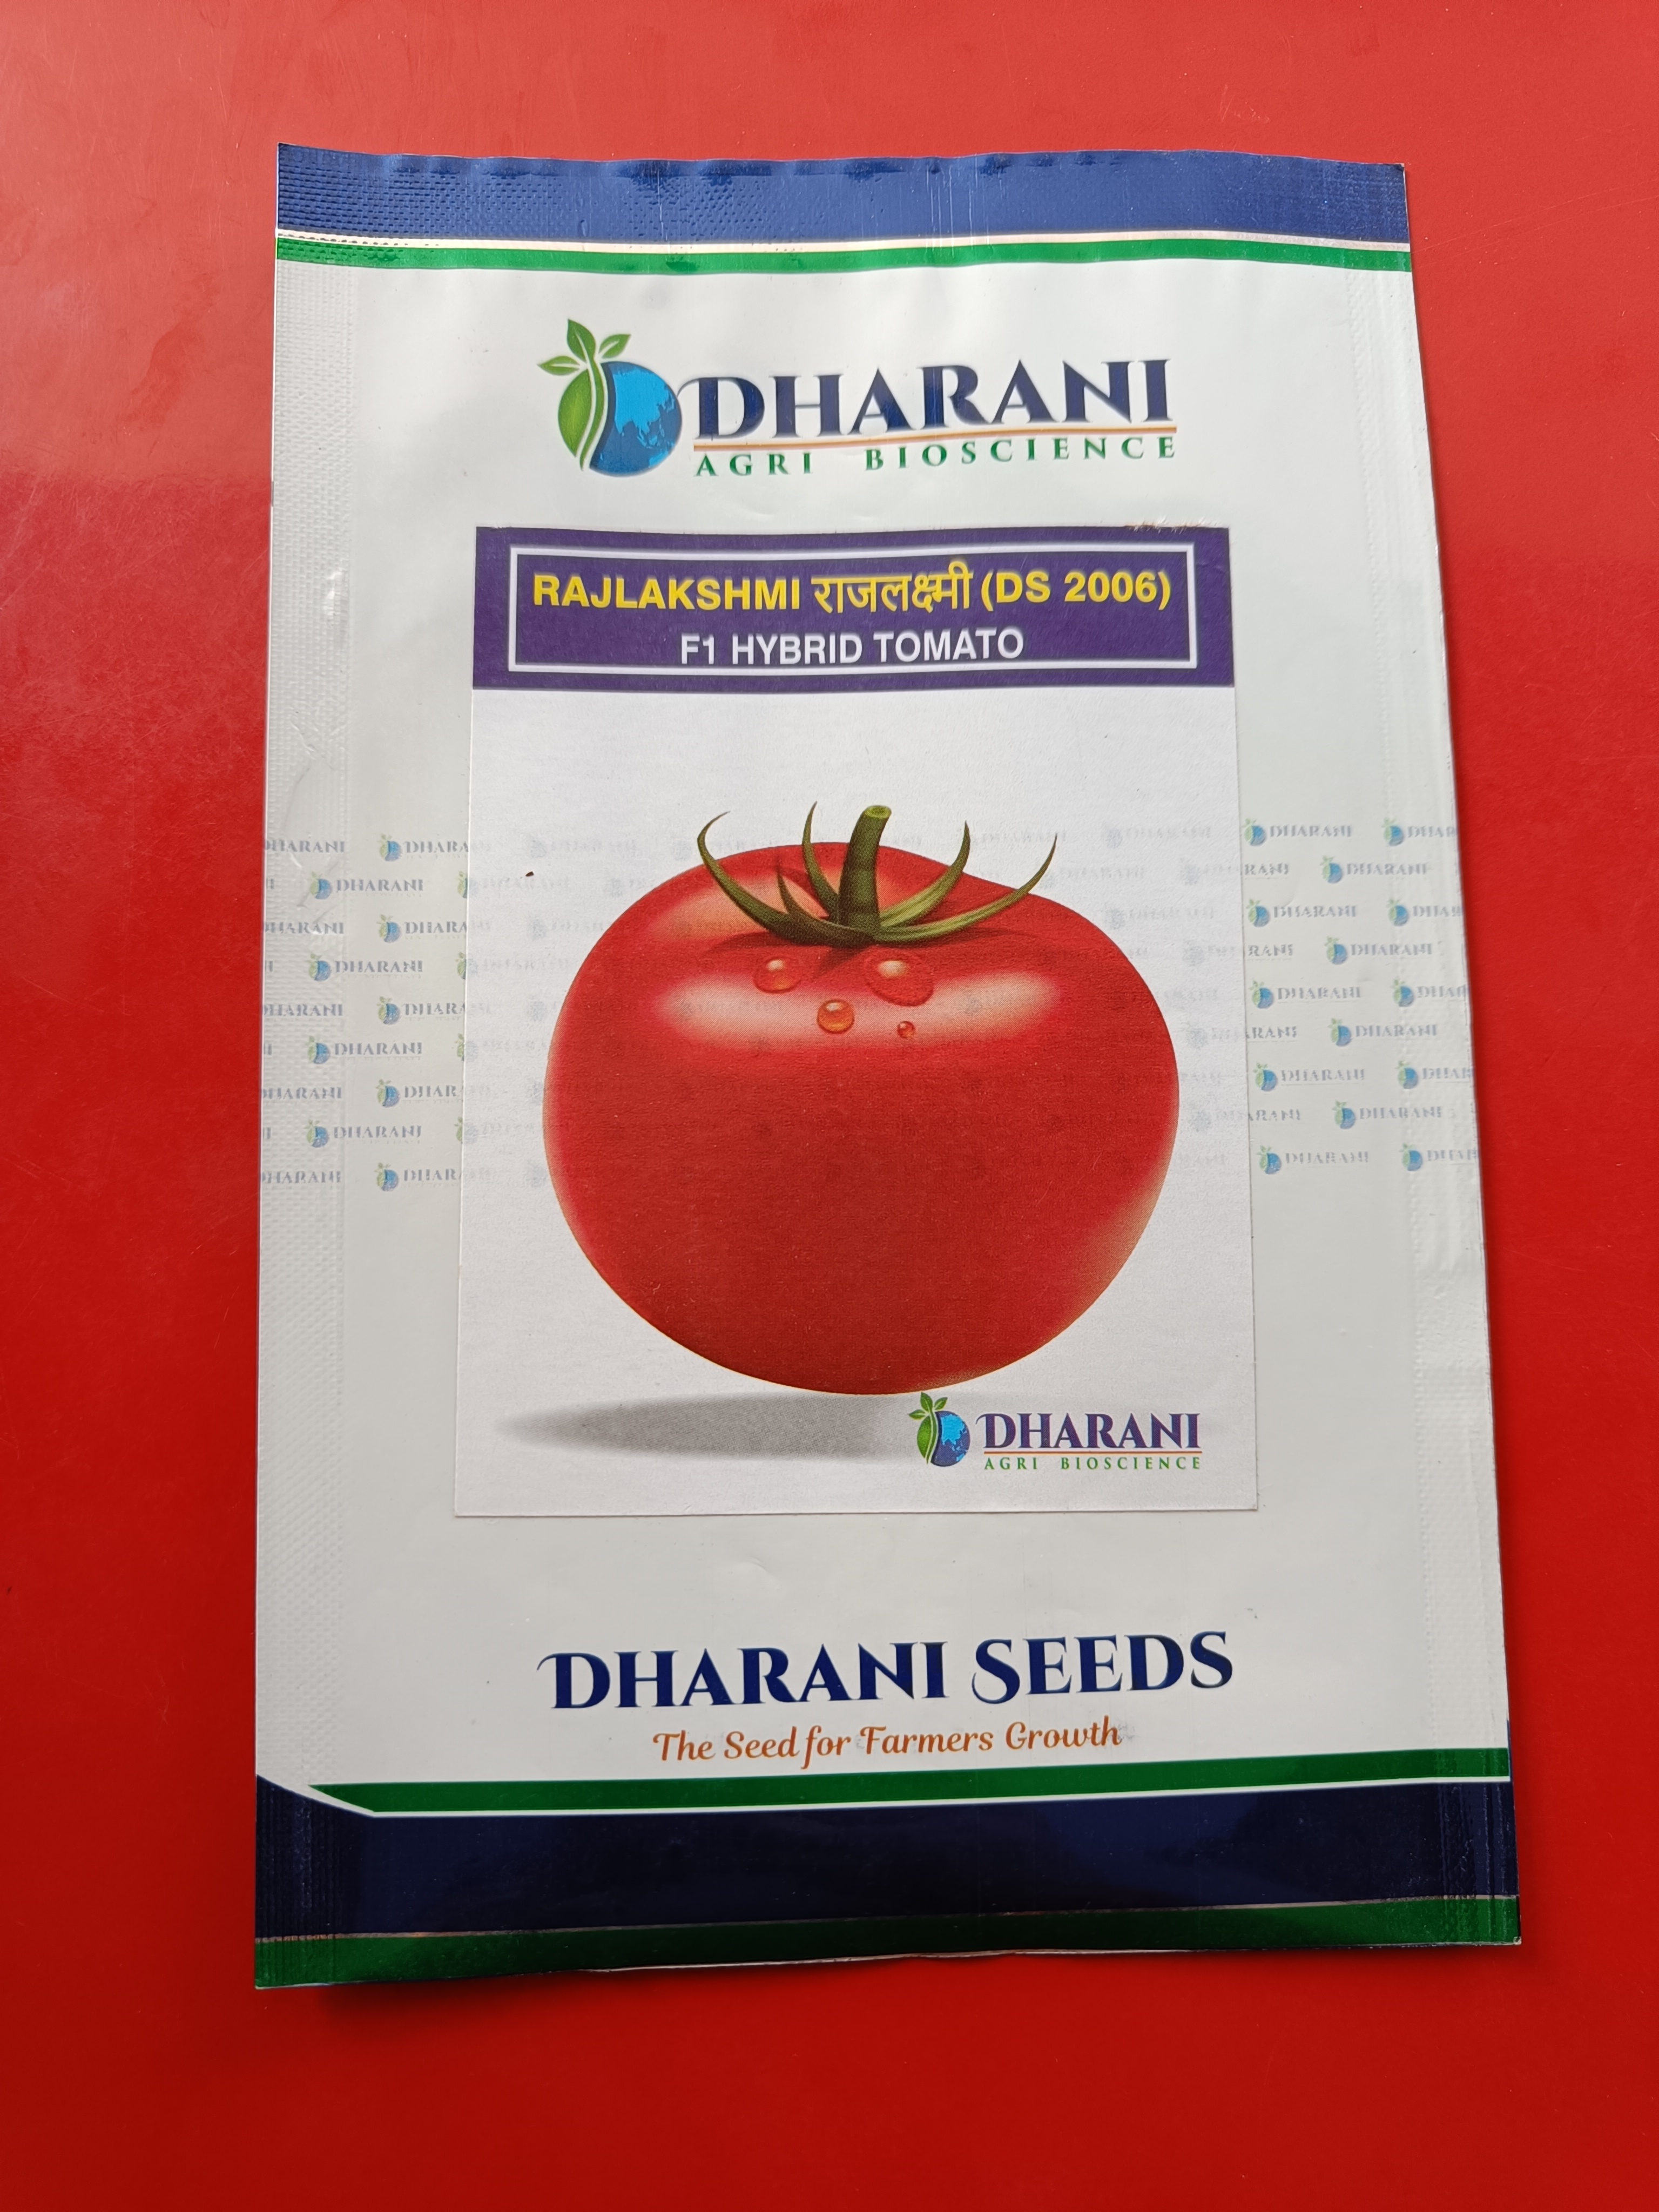 DHARANI
AGRI BIOSCIENCE
RAJLAKSHMI राजलक्ष्मी (DS 2006)
F1 HYBRID TOMATO
DHARANI
AGRI BIOSCIENCE
DHARANI SEEDS
The Seed for Farmers Growth